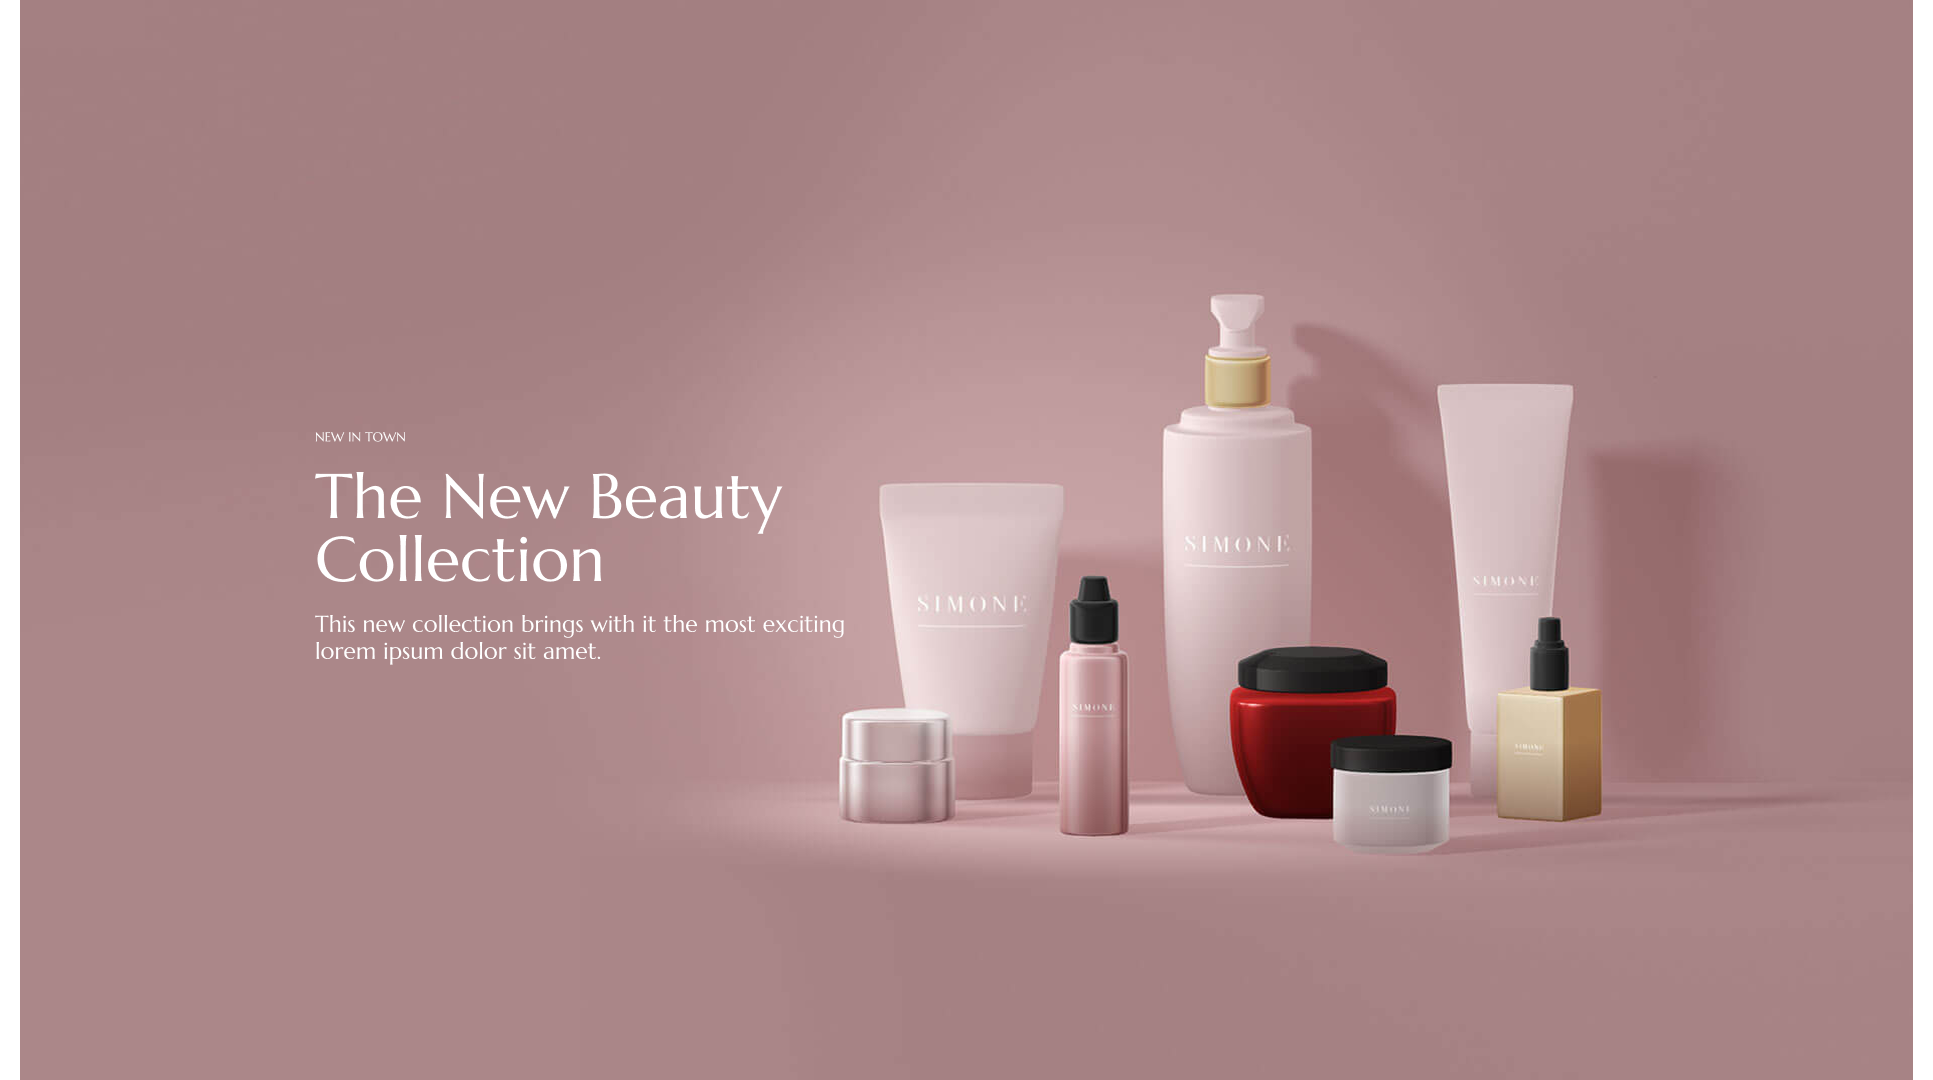 NEW IN TOWN
The New Beauty
Collection
This new collection brings with it the most exciting
lorem ipsum dolor sit amet.
SIMONE
SIMONE
SIMONE
SIMONE
SIMONE
SIMONE